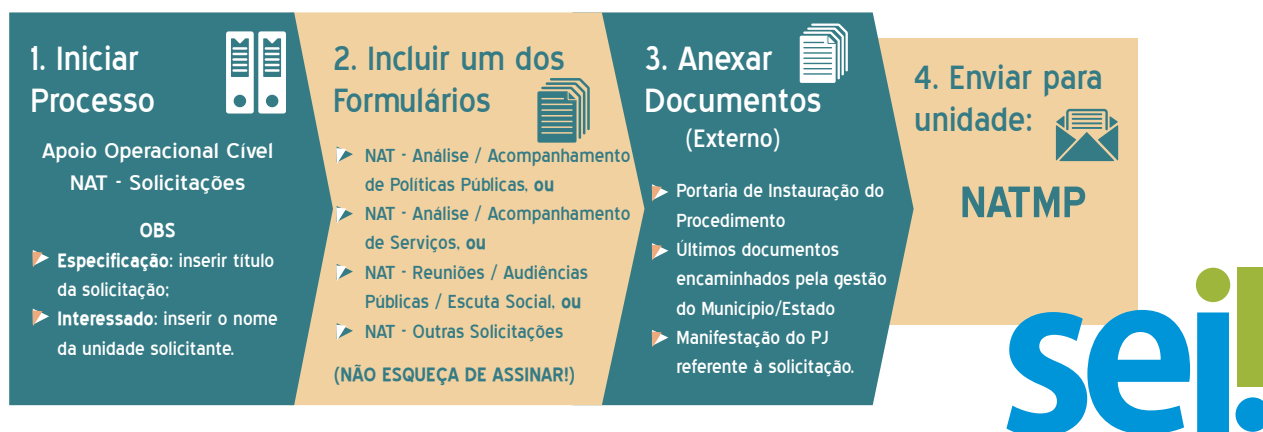 1. Iniciar
Processo
Apoio Operacional Cível
NAT - Solicitações
OBS
Especificação: inserir título
da solicitação;
Interessado: inserir o nome
da unidade solicitante.
2. Incluir um dos
Formulários
NAT - Análise / Acompanhamento
de Políticas Públicas, ou
NAT - Análise / Acompanhamento
de Serviços, ou
NAT - Reuniões / Audiências
Públicas / Escuta Social, ou
NAT - Outras Solicitações
(NÃO ESQUEÇA DE ASSINAR!)
3. Anexar
Documentos
(Externo)
Portaria de Instauração do
Procedimento
Últimos documentos
encaminhados pela gestão
do Município/Estado
Manifestação do PJ
referente à solicitação.
4. Enviar para
unidade:
NATMP
sei!